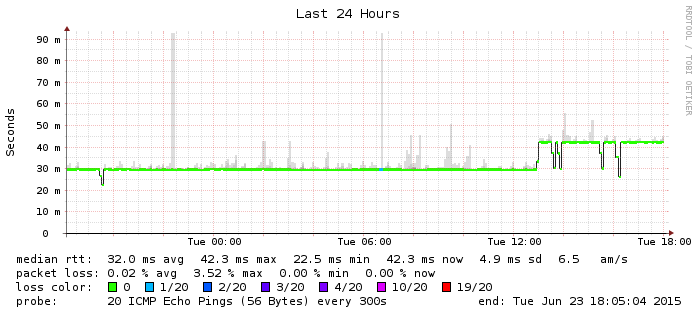 Last 24 Hours
RRDTOOL / TOBI OETIKER
Seconds
90 m
80 m
70 m
60 m
50 m
40 m
30 m
20 m
10 m
0
Tue 00:00 Tue 06:00 Tue 12:00 Tue 18:00
median rtt: 32.0 ms avg 42.3 ms max 22.5 ms min 42.3 ms now 4.9 ms sd 6.5 am/s
packet loss: 0.02 % avg 3.52 % max 0.00 % min 0.00 % now
loss color: 0 1/20 2/20 3/20 4/20 10/20 19/20
probe: 20 ICMP Echo Pings (56 Bytes) every 300s end: Tue Jun 23 18:05:04 2015